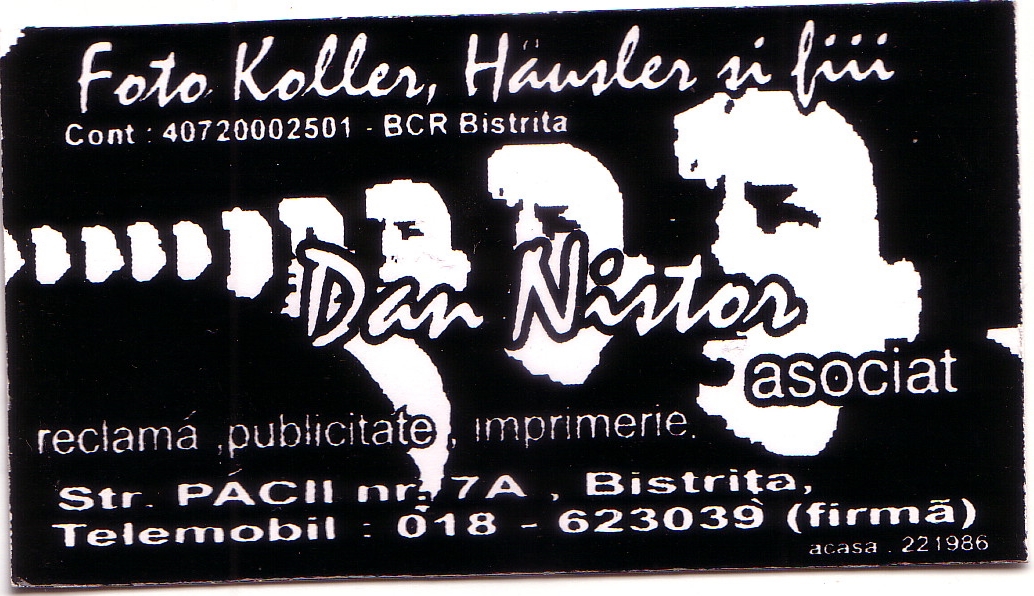 Foto Koller, Häusler si fiii
Cont : 40720002501 - BCR Bistrita
Dan Nistor
asociat
reclamă ,publicitate , imprimerie.
Str. PĂCII nr. 7A , Bistriţa,
Telemobil : 018 - 623039 (firmă)
acasa : 221986